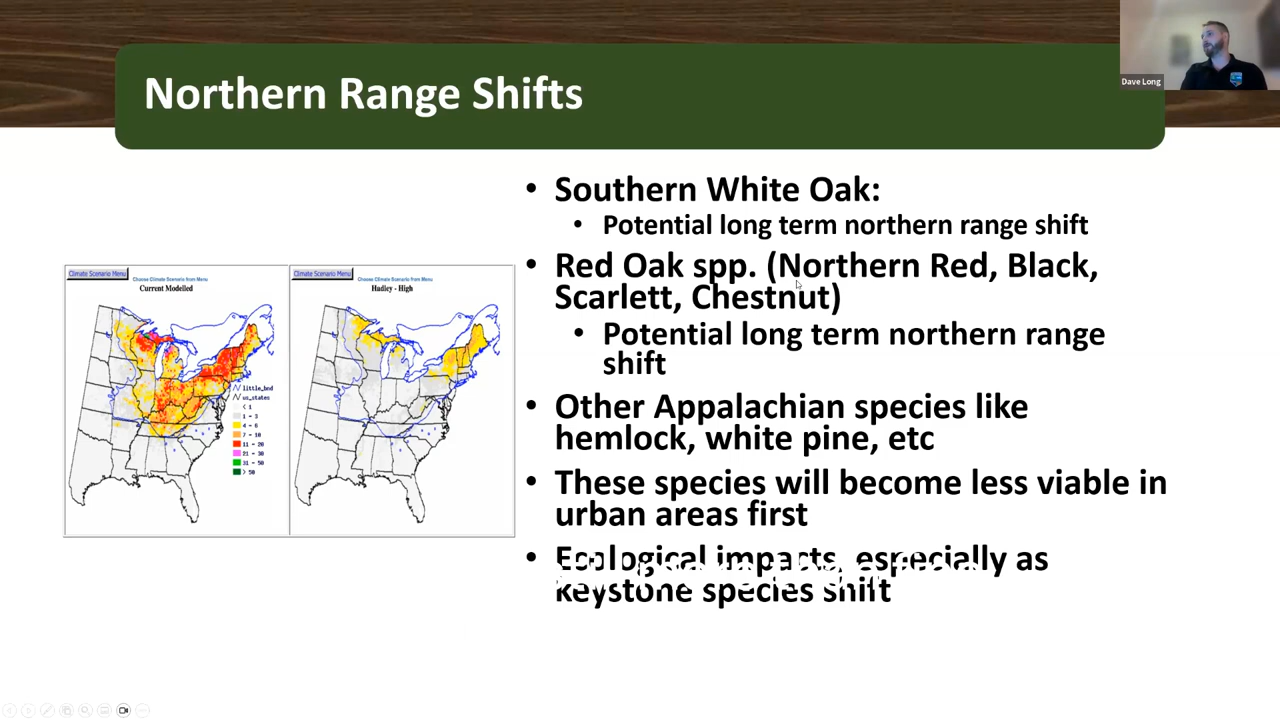 Dave Long
Northern Range Shifts
• Southern White Oak:
• Potential long term northern range shift
• Red Oak spp. (Northern Red, Black,
Scarlett, Chestnut)
• Potential long term northern range
shift
• Other Appalachian species like
hemlock, white pine, etc
• These species will become less viable in
urban areas first
• Ecological impacts, especially as
keystone species shift
Climate Scenario Menu
Choose Climate Scenario from Menu
Current Modelled
little_bnd
us_states
< 1
1 - 3
4 - 6
7 - 10
11 - 20
21 - 30
31 - 50
> 50
Climate Scenario Menu
Choose Climate Scenario from Menu
Hadley - High